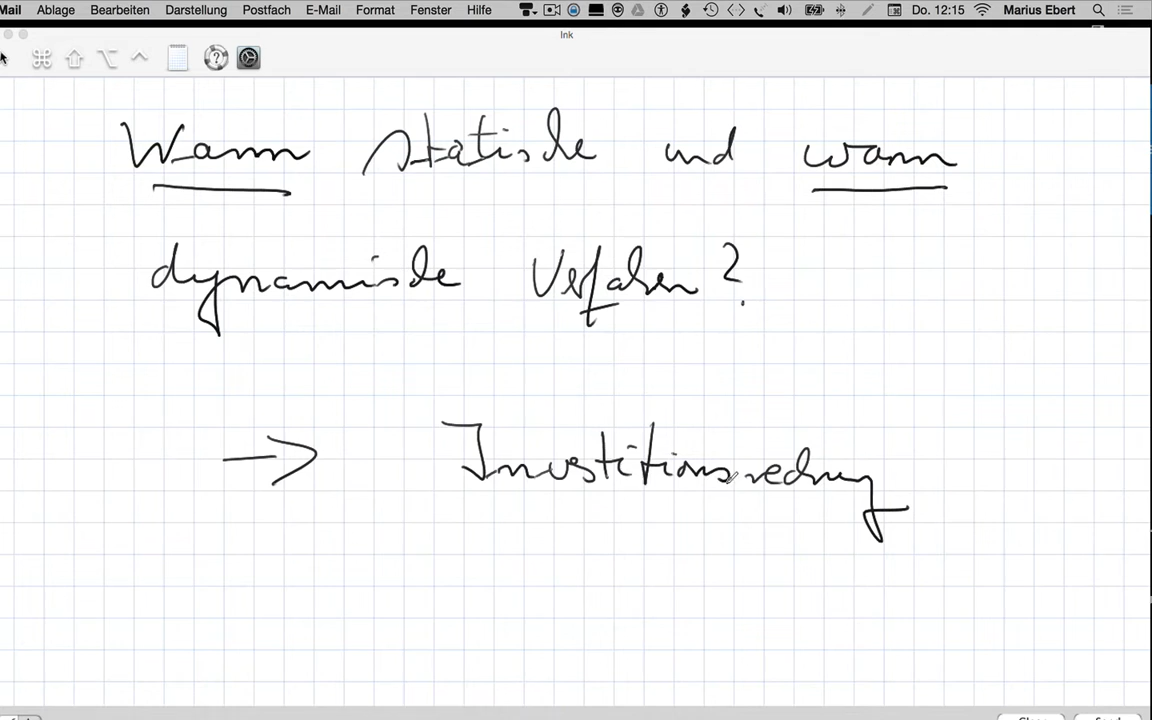 Mail Ablage Bearbeiten Darstellung Postfach E-Mail Format Fenster Hilfe Do. 12:15 Marius Ebert
Ink
Wann statische und wann
dynamische Verfahren?
→ Investitionsrechnung